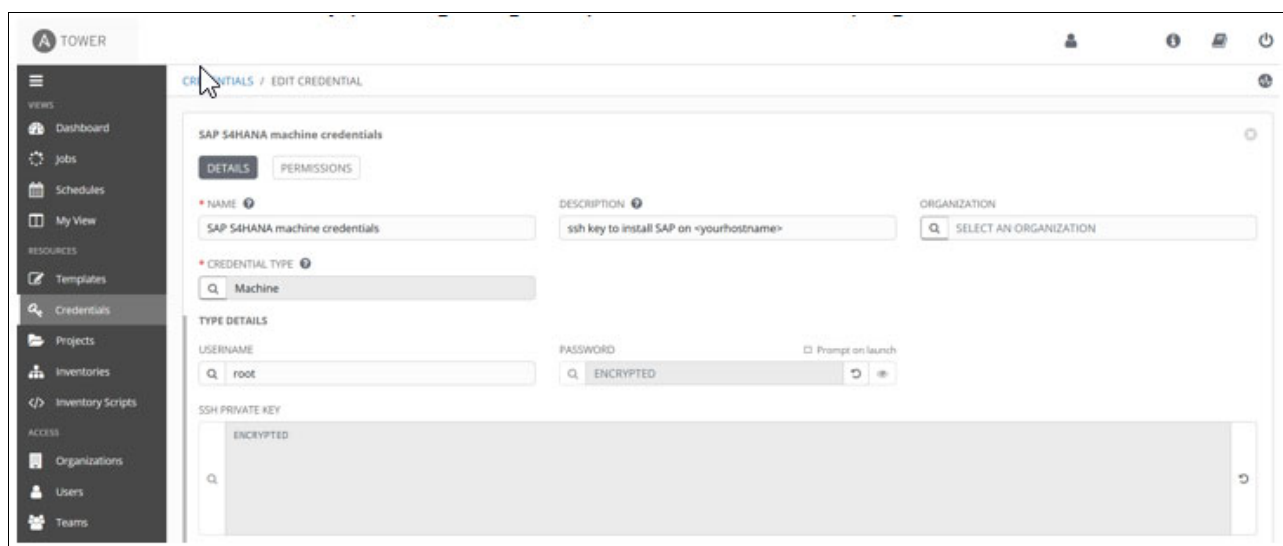 A TOWER
CREDENTIALS / EDIT CREDENTIAL
VIEWS
Dashboard
Jobs
Schedules
My View
RESOURCES
Templates
Credentials
Projects
Inventories
Inventory Scripts
ACCESS
Organizations
Users
Teams
SAP S4HANA machine credentials
DETAILS PERMISSIONS
* NAME ? DESCRIPTION ? ORGANIZATION
SAP S4HANA machine credentials ssh key to install SAP on <yourhostname> SELECT AN ORGANIZATION
* CREDENTIAL TYPE ?
Machine
TYPE DETAILS
USERNAME PASSWORD Prompt on launch
root ENCRYPTED
SSH PRIVATE KEY
ENCRYPTED